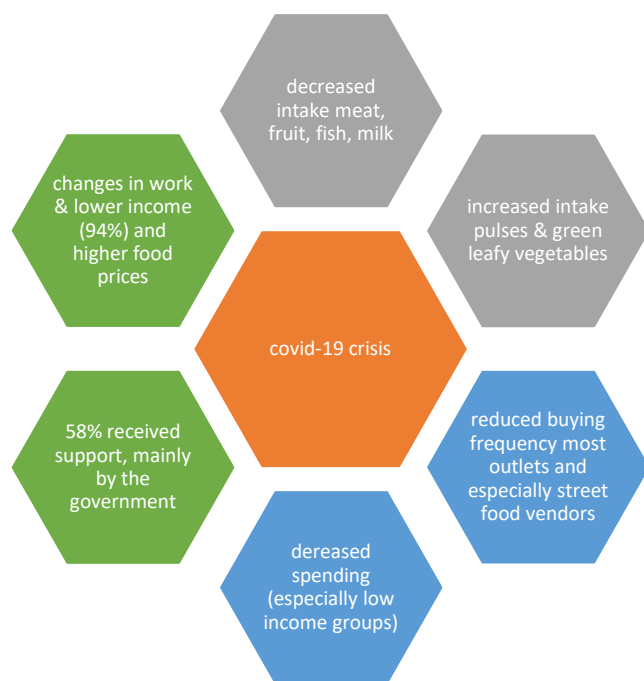 decreased
intake meat,
fruit, fish, milk
changes in work
& lower income
(94%) and
higher food
prices
increased intake
pulses & green
leafy vegetables
covid-19 crisis
58% received
support, mainly
by the
government
reduced buying
frequency most
outlets and
especially street
food vendors
dereased
spending
(especially low
income groups)